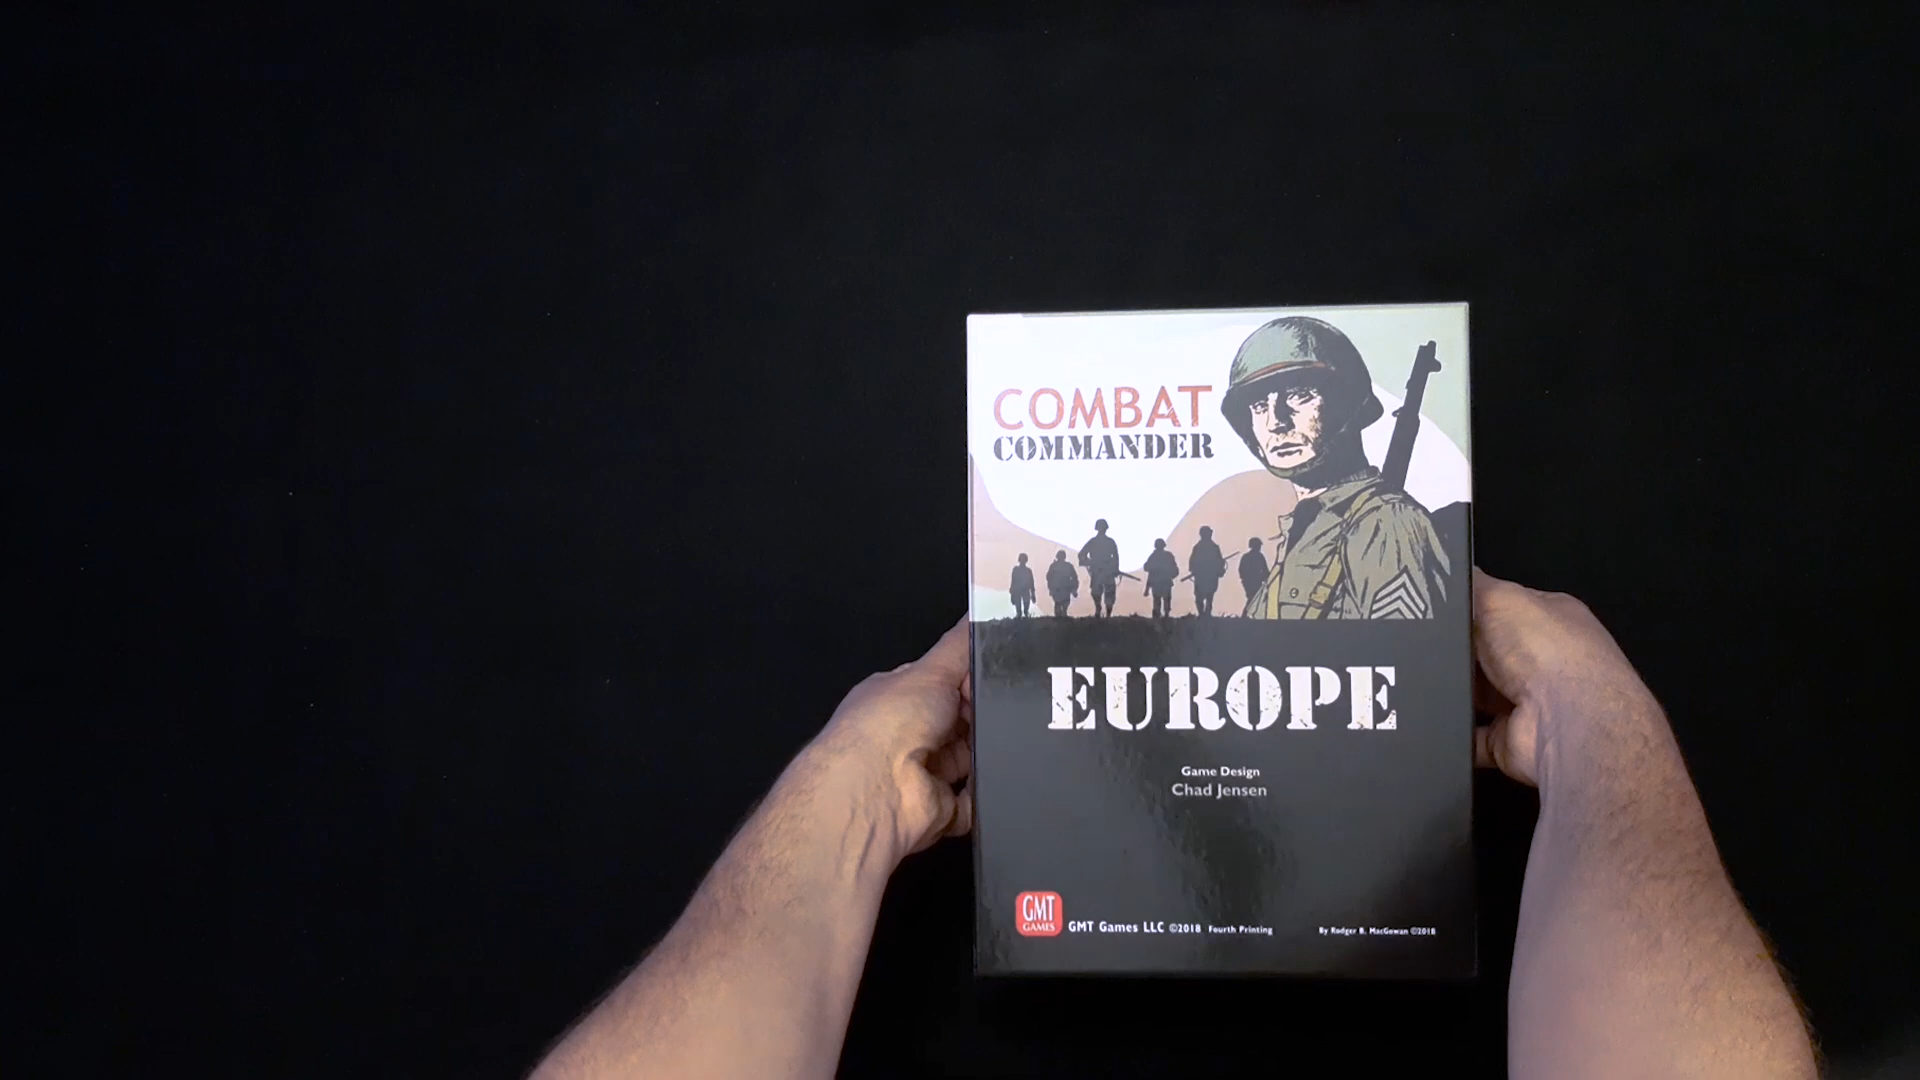 COMBAT
COMMANDER
EUROPE
Game Design
Chad Jensen
GMT
GAMES
GMT Games LLC ©2018 Fourth Printing
By Rodger B. MacGowan ©2018